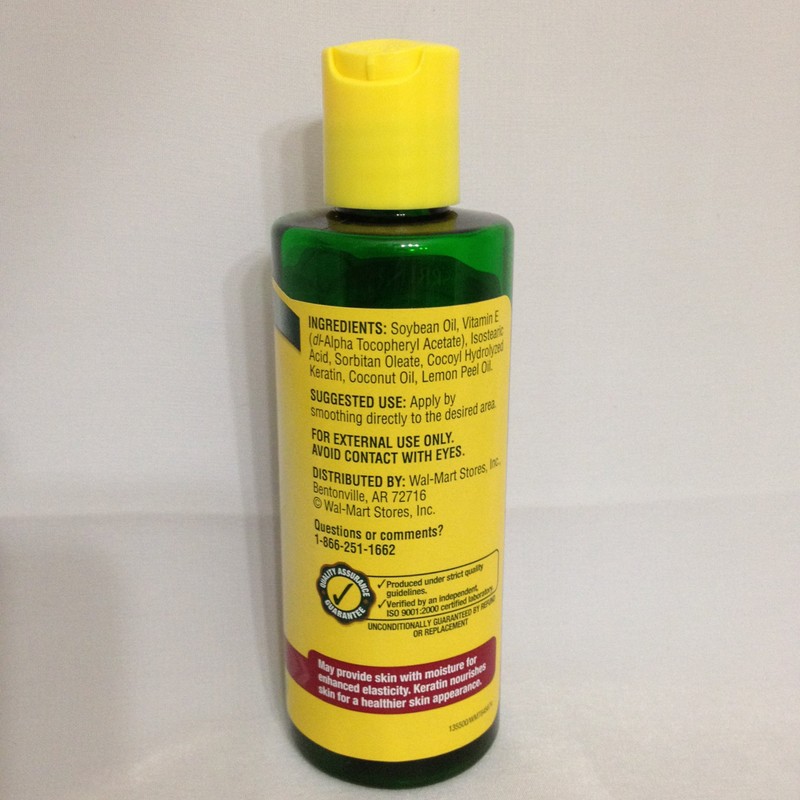 INGREDIENTS: Soybean Oil, Vitamin E
(dl-Alpha Tocopheryl Acetate), Isostearic
Acid, Sorbitan Oleate, Cocoyl Hydrolyzed
Keratin, Coconut Oil, Lemon Peel Oil.
SUGGESTED USE: Apply by
smoothing directly to the desired area.
FOR EXTERNAL USE ONLY.
AVOID CONTACT WITH EYES.
DISTRIBUTED BY: Wal-Mart Stores, Inc.,
Bentonville, AR 72716
© Wal-Mart Stores, Inc.
Questions or comments?
1-866-251-1662
QUALITY ASSURANCE
GUARANTEE
✓Produced under strict quality
guidelines.
✓Verified by an independent,
ISO 9001:2000 certified laboratory.
UNCONDITIONALLY GUARANTEED BY REFUND
OR REPLACEMENT
May provide skin with moisture for
enhanced elasticity. Keratin nourishes
skin for a healthier skin appearance.